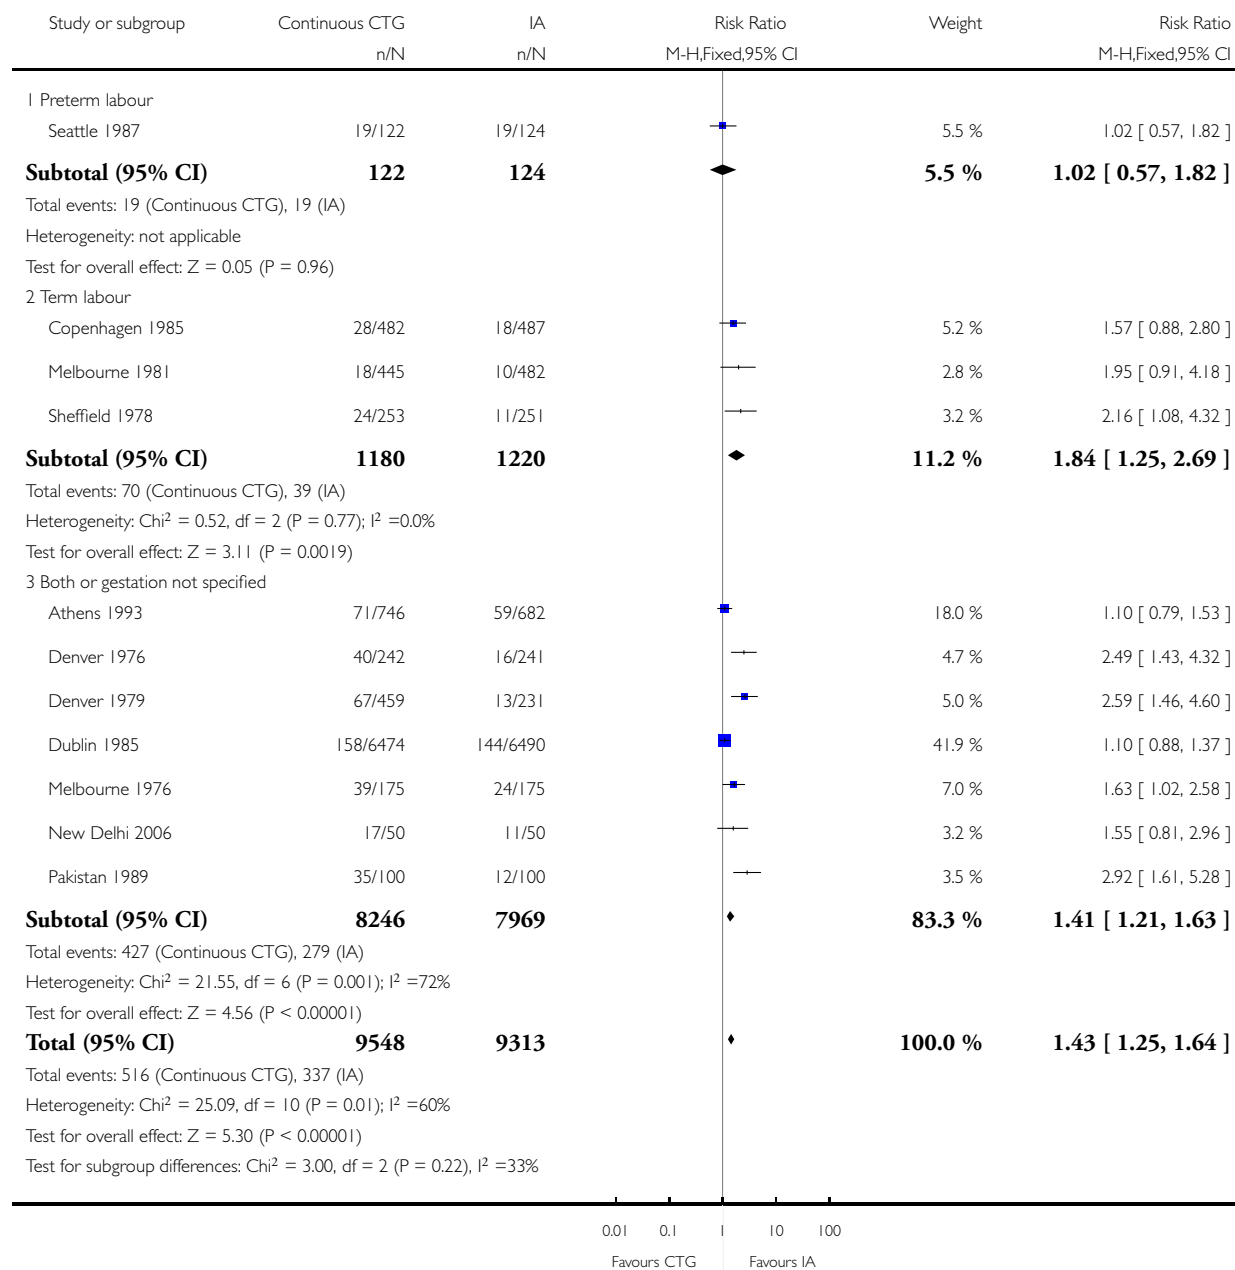 Study or subgroup Continuous CTG IA Risk Ratio Weight Risk Ratio
n/N n/N M-H,Fixed,95% CI M-H,Fixed,95% CI
1 Preterm labour
Seattle 1987 19/122 19/124 5.5 % 1.02 [ 0.57, 1.82 ]
Subtotal (95% CI) 122 124 5.5 % 1.02 [ 0.57, 1.82 ]
Total events: 19 (Continuous CTG), 19 (IA)
Heterogeneity: not applicable
Test for overall effect: Z = 0.05 (P = 0.96)
2 Term labour
Copenhagen 1985 28/482 18/487 5.2 % 1.57 [ 0.88, 2.80 ]
Melbourne 1981 18/445 10/482 2.8 % 1.95 [ 0.91, 4.18 ]
Sheffield 1978 24/253 11/251 3.2 % 2.16 [ 1.08, 4.32 ]
Subtotal (95% CI) 1180 1220 11.2 % 1.84 [ 1.25, 2.69 ]
Total events: 70 (Continuous CTG), 39 (IA)
Heterogeneity: Chi² = 0.52, df = 2 (P = 0.77); I² =0.0%
Test for overall effect: Z = 3.11 (P = 0.0019)
3 Both or gestation not specified
Athens 1993 71/746 59/682 18.0 % 1.10 [ 0.79, 1.53 ]
Denver 1976 40/242 16/241 4.7 % 2.49 [ 1.43, 4.32 ]
Denver 1979 67/459 13/231 5.0 % 2.59 [ 1.46, 4.60 ]
Dublin 1985 158/6474 144/6490 41.9 % 1.10 [ 0.88, 1.37 ]
Melbourne 1976 39/175 24/175 7.0 % 1.63 [ 1.02, 2.58 ]
New Delhi 2006 17/50 11/50 3.2 % 1.55 [ 0.81, 2.96 ]
Pakistan 1989 35/100 12/100 3.5 % 2.92 [ 1.61, 5.28 ]
Subtotal (95% CI) 8246 7969 83.3 % 1.41 [ 1.21, 1.63 ]
Total events: 427 (Continuous CTG), 279 (IA)
Heterogeneity: Chi² = 21.55, df = 6 (P = 0.001); I² =72%
Test for overall effect: Z = 4.56 (P < 0.00001)
Total (95% CI) 9548 9313 100.0 % 1.43 [ 1.25, 1.64 ]
Total events: 516 (Continuous CTG), 337 (IA)
Heterogeneity: Chi² = 25.09, df = 10 (P = 0.01); I² =60%
Test for overall effect: Z = 5.30 (P < 0.00001)
Test for subgroup differences: Chi² = 3.00, df = 2 (P = 0.22), I² =33%
0.01 0.1 1 10 100
Favours CTG Favours IA